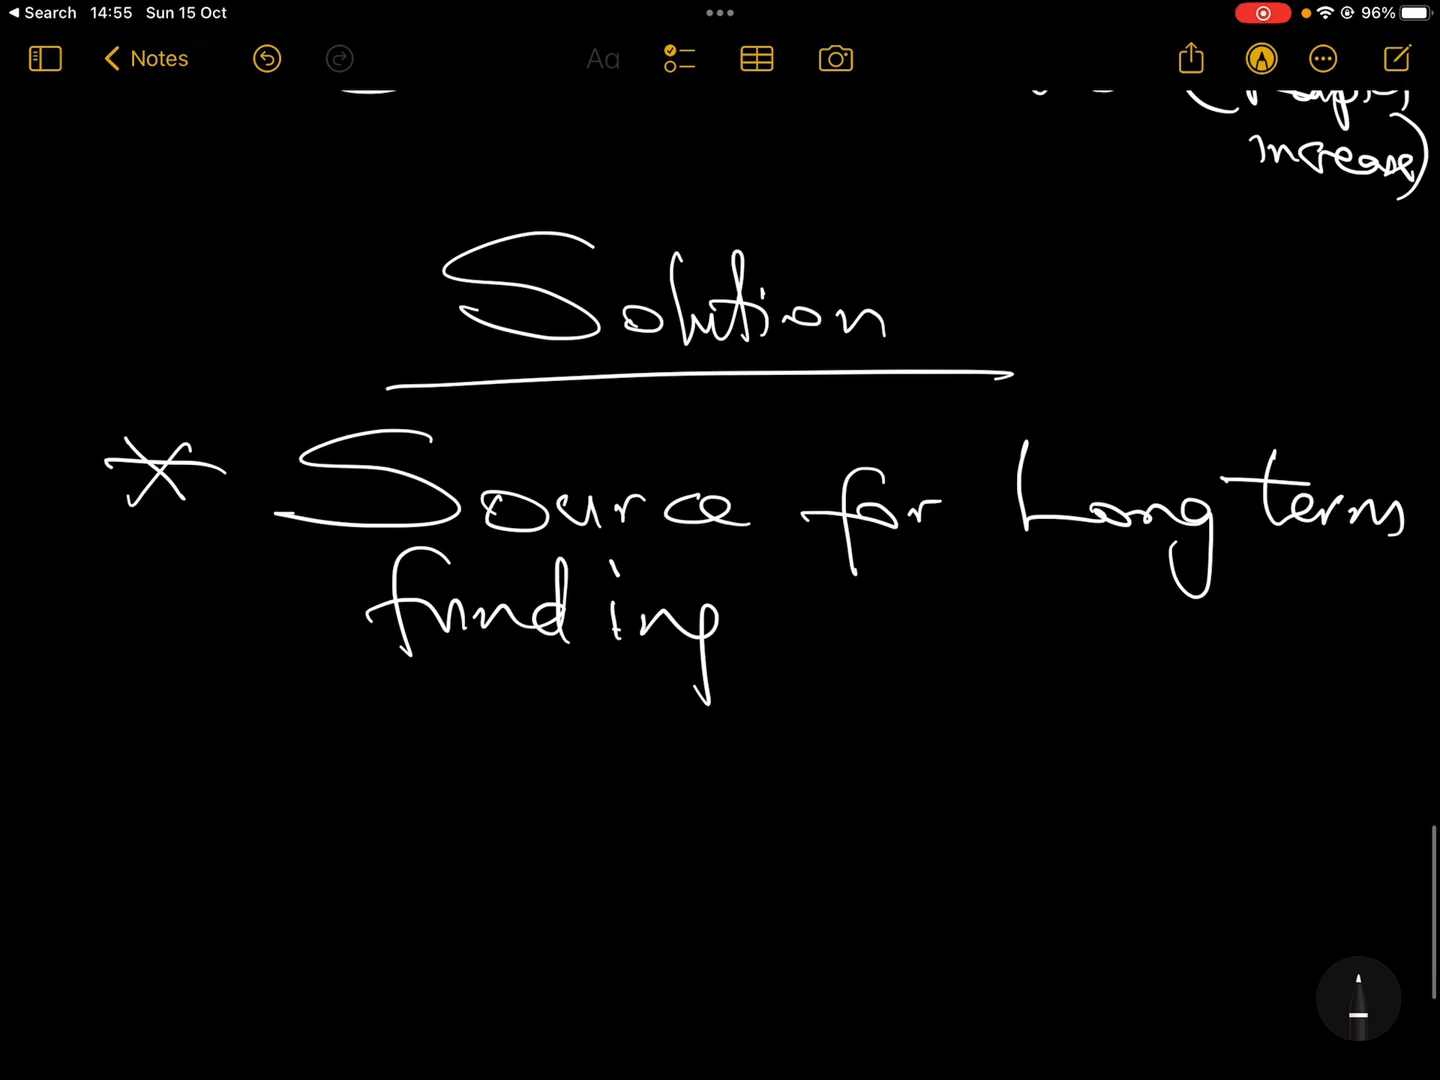 Search 14:55 Sun 15 Oct 96%
Notes Aa
increase)
Solution
* Source for Long term
funding